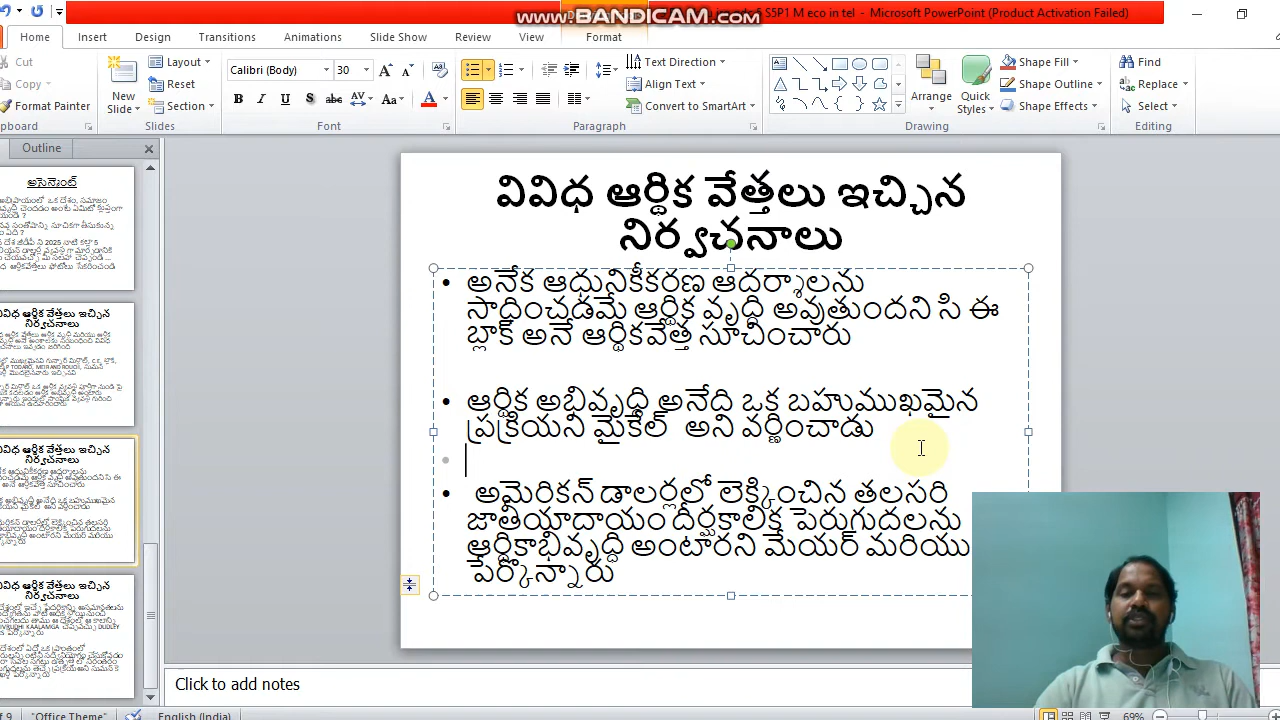 www.BANDICAM.com
S5P1 M eco in tel - Microsoft PowerPoint (Product Activation Failed)
Home Insert Design Transitions Animations Slide Show Review View Format
Cut
Copy
Format Painter
New Slide
Layout
Reset
Section
Calibri (Body) 30
Text Direction
Align Text
Convert to SmartArt
Arrange
Quick Styles
Shape Fill
Shape Outline
Shape Effects
Find
Replace
Select
Slides Font Paragraph Drawing Editing
Outline
వివిధ ఆర్థిక వేత్తలు ఇచ్చిన
నిర్వచనాలు
• అనేక ఆధునికీకరణ ఆదర్శాలను
సాధించడమే ఆర్థిక వృద్ధి అవుతుందని సి ఈ
బ్లాక్ అనే ఆర్థికవేత్త సూచించారు
• ఆర్థిక అభివృద్ధి అనేది ఒక బహుముఖమైన
ప్రక్రియని మైకేల్ అని వర్ణించాడు
• అమెరికన్ డాలర్లలో లెక్కించిన తలసరి
జాతీయాదాయం దీర్ఘకాలిక పెరుగుదలను
ఆర్థికాభివృద్ధి అంటారని మేయర్ మరియు
పేర్కొన్నారు
Click to add notes
"Office Theme" English (India) 69%